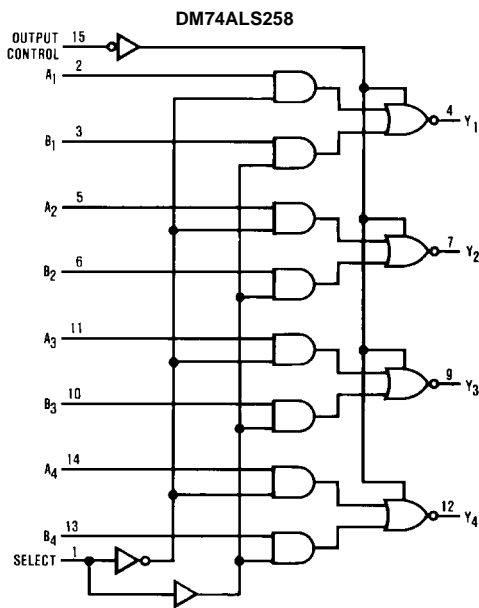 DM74ALS258
OUTPUT CONTROL 15
A1 2
4 Y1
B1 3
A2 5
7 Y2
B2 6
A3 11
9 Y3
B3 10
A4 14
12 Y4
B4 13
SELECT 1